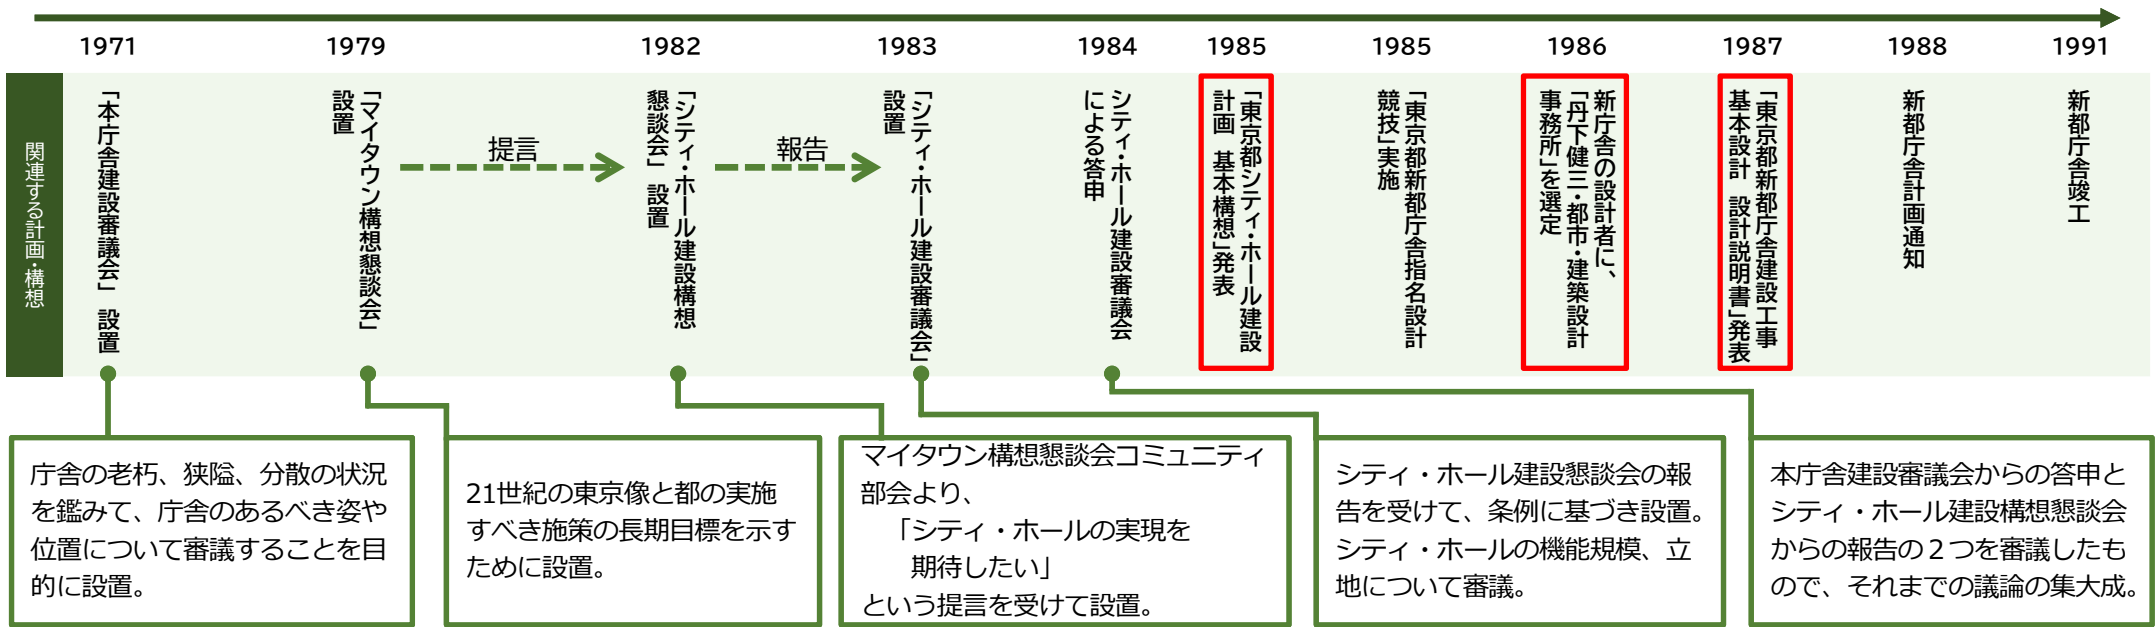 1971
1979
1982
1983
1984
1985
1985
1986
1987
1988
1991
関連する計画・構想
「本庁舎建設審議会」 設置
「マイタウン構想懇談会」
設置
提言
「シティ・ホール建設構想
懇談会」 設置
報告
「シティ・ホール建設審議会」
設置
シティ・ホール建設審議会
による答申
「東京都シティ・ホール建設
計画 基本構想」発表
「東京都新都庁舎指名設計
競技」実施
新庁舎の設計者に、
「丹下健三・都市・建築設計
事務所」を選定
「東京都新都庁舎建設工事
基本設計 設計説明書」発表
新都庁舎計画通知
新都庁舎竣工
庁舎の老朽、狭隘、分散の状況
を鑑みて、庁舎のあるべき姿や
位置について審議することを目
的に設置。
21世紀の東京像と都の実施
すべき施策の長期目標を示す
ために設置。
マイタウン構想懇談会コミュニティ
部会より、
「シティ・ホールの実現を
期待したい」
という提言を受けて設置。
シティ・ホール建設懇談会の報
告を受けて、条例に基づき設置。
シティ・ホールの機能規模、立
地について審議。
本庁舎建設審議会からの答申と
シティ・ホール建設構想懇談会
からの報告の２つを審議したも
ので、それまでの議論の集大成。